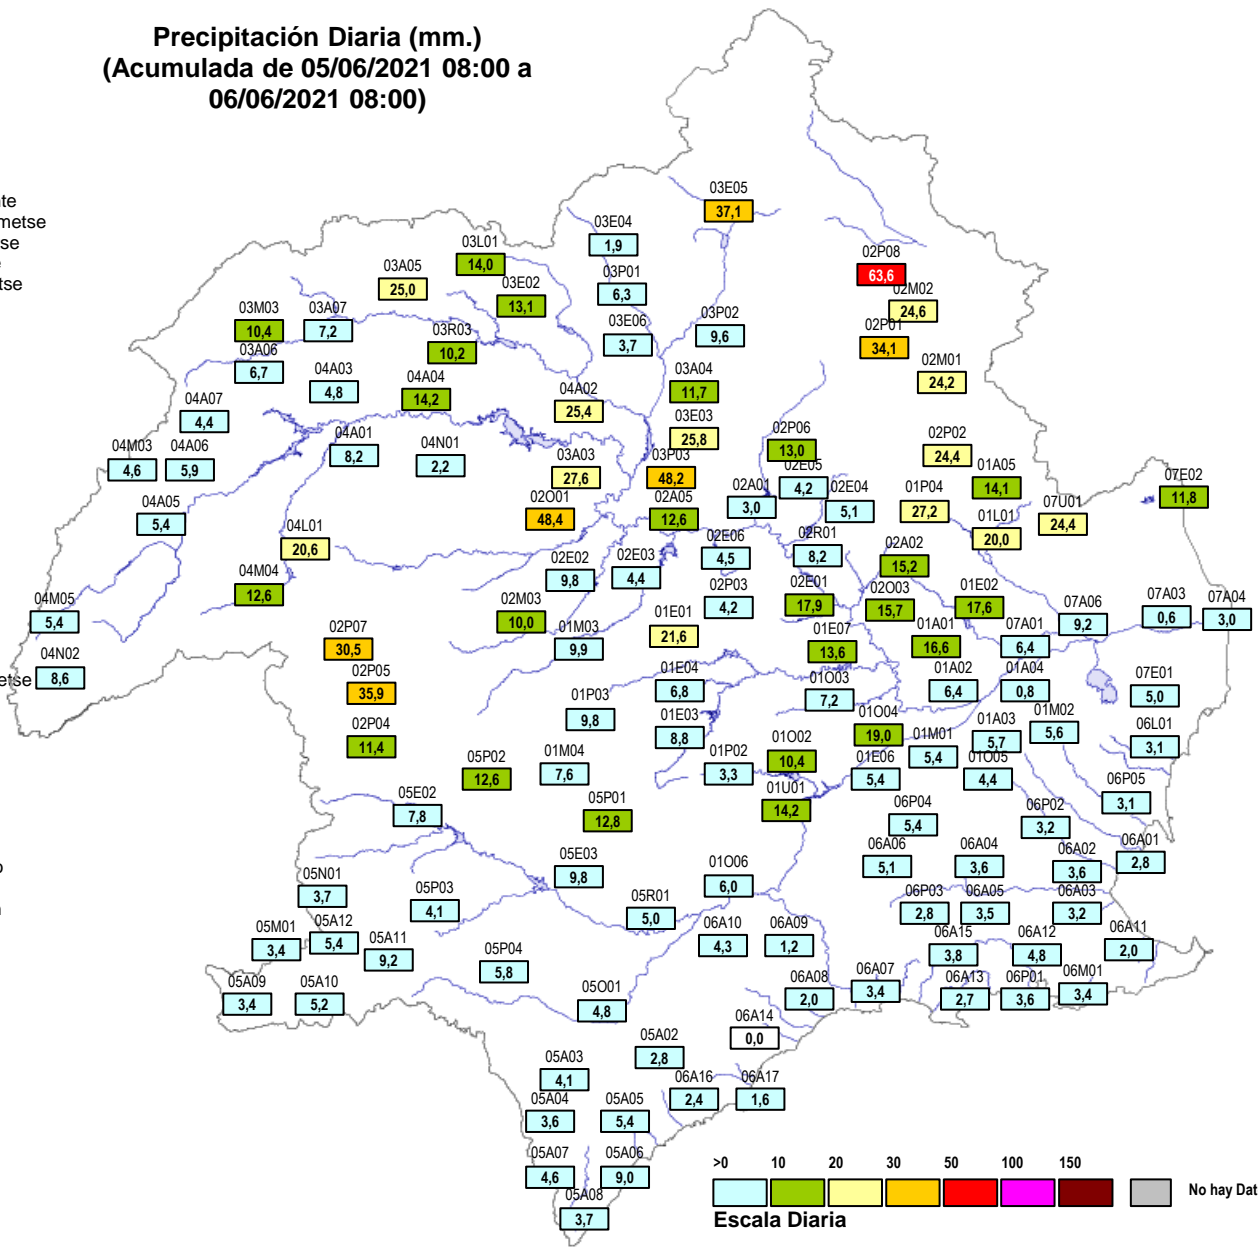 Precipitación Diaria (mm.)
(Acumulada de 05/06/2021 08:00 a
06/06/2021 08:00)
03E05
37,1
03E04
1,9
03L01
14,0
02P08
63,6
03A05
25,0
03P01
6,3
03E02
13,1
02M02
24,6
03M03
10,4
03A07
7,2
03R03
10,2
03E06
3,7
03P02
9,6
02P01
34,1
03A06
6,7
04A03
4,8
04A04
14,2
03A04
11,7
02M01
24,2
04A02
25,4
04A07
4,4
03E03
25,8
04M03
4,6
04A06
5,9
04A01
8,2
04N01
2,2
03A03
27,6
03P03
48,2
02P06
13,0
02P02
24,4
02E05
4,2
01A05
14,1
07E02
11,8
04A05
5,4
02O01
48,4
02A05
12,6
02A01
3,0
02E04
5,1
01P04
27,2
07U01
24,4
04L01
20,6
01L01
20,0
02E02
9,8
02E03
4,4
02E06
4,5
02R01
8,2
02A02
15,2
04M04
12,6
04M05
5,4
02M03
10,0
02P03
4,2
02E01
17,9
02O03
15,7
01E02
17,6
07A06
9,2
07A03
0,6
07A04
3,0
02P07
30,5
01M03
9,9
01E01
21,6
01E07
13,6
01A01
16,6
07A01
6,4
04N02
8,6
02P05
35,9
01E04
6,8
01O03
7,2
01A02
6,4
01A04
0,8
07E01
5,0
01P03
9,8
01E03
8,8
01O04
19,0
01M01
5,4
01A03
5,7
01M02
5,6
06L01
3,1
02P04
11,4
05P02
12,6
01M04
7,6
01P02
3,3
01O02
10,4
01E06
5,4
01O05
4,4
06P05
3,1
05E02
7,8
05P01
12,8
01U01
14,2
06P04
5,4
06P02
3,2
05E03
9,8
01O06
6,0
06A06
5,1
06A04
3,6
06A02
3,6
06A01
2,8
05N01
3,7
05P03
4,1
05R01
5,0
06P03
2,8
06A05
3,5
06A03
3,2
05M01
3,4
05A12
5,4
05A11
9,2
05P04
5,8
06A10
4,3
06A09
1,2
06A15
3,8
06A12
4,8
06A11
2,0
05A09
3,4
05A10
5,2
05O01
4,8
06A08
2,0
06A07
3,4
06A13
2,7
06P01
3,6
06M01
3,4
06A14
0,0
05A02
2,8
05A03
4,1
06A16
2,4
06A17
1,6
05A04
3,6
05A05
5,4
05A07
4,6
05A06
9,0
05A08
3,7
>0 10 20 30 50 100 150
No hay Dat
Escala Diaria